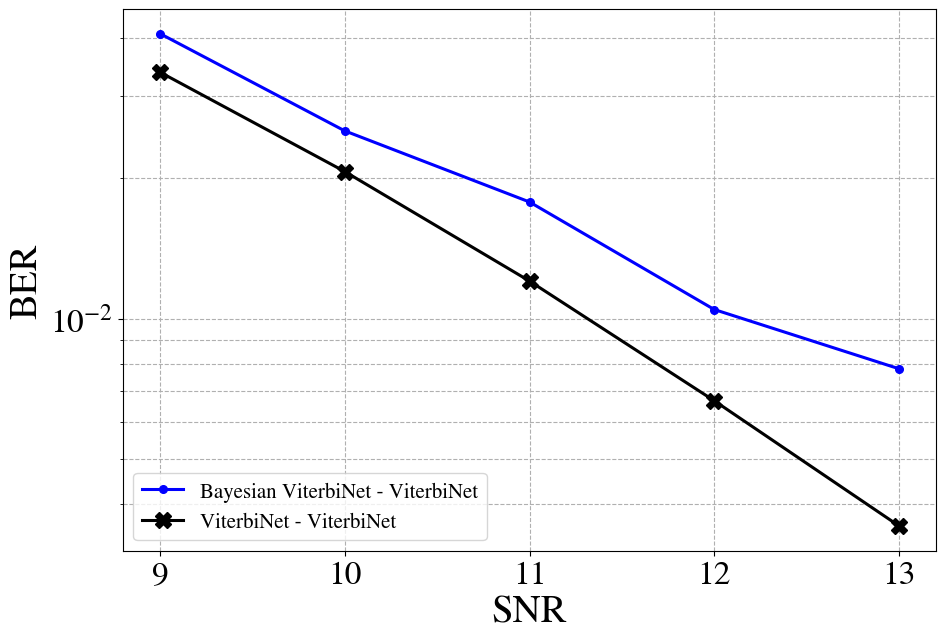 BER
10⁻²
Bayesian ViterbiNet - ViterbiNet
ViterbiNet - ViterbiNet
9 10 11 12 13
SNR